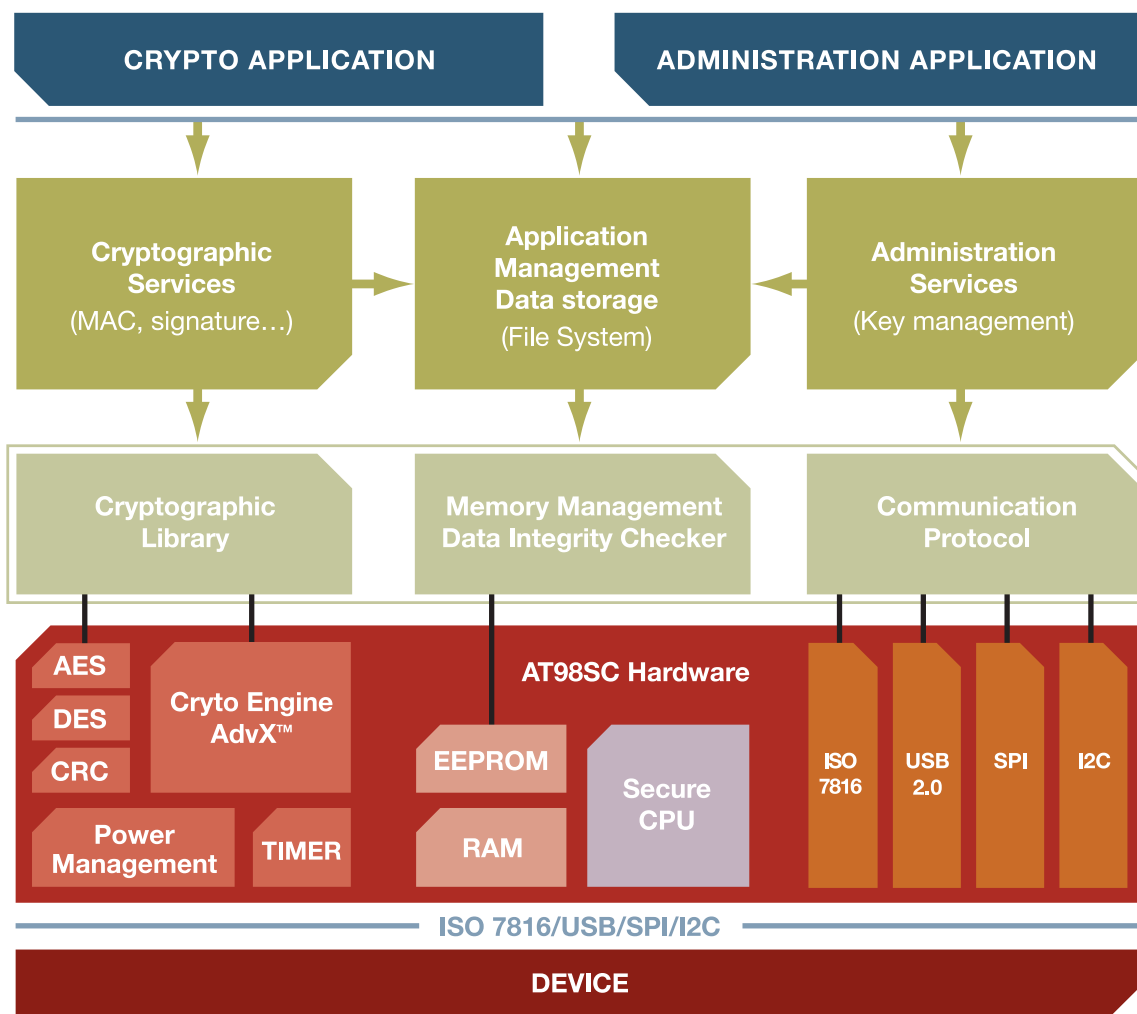 CRYPTO APPLICATION
ADMINISTRATION APPLICATION
Cryptographic
Services
(MAC, signature...)
Application
Management
Data storage
(File System)
Administration
Services
(Key management)
Cryptographic
Library
Memory Management
Data Integrity Checker
Communication
Protocol
AES
DES
CRC
Cryto Engine
AdvX™
Power
Management
TIMER
AT98SC Hardware
EEPROM
RAM
Secure
CPU
ISO
7816
USB
2.0
SPI
I2C
ISO 7816/USB/SPI/I2C
DEVICE